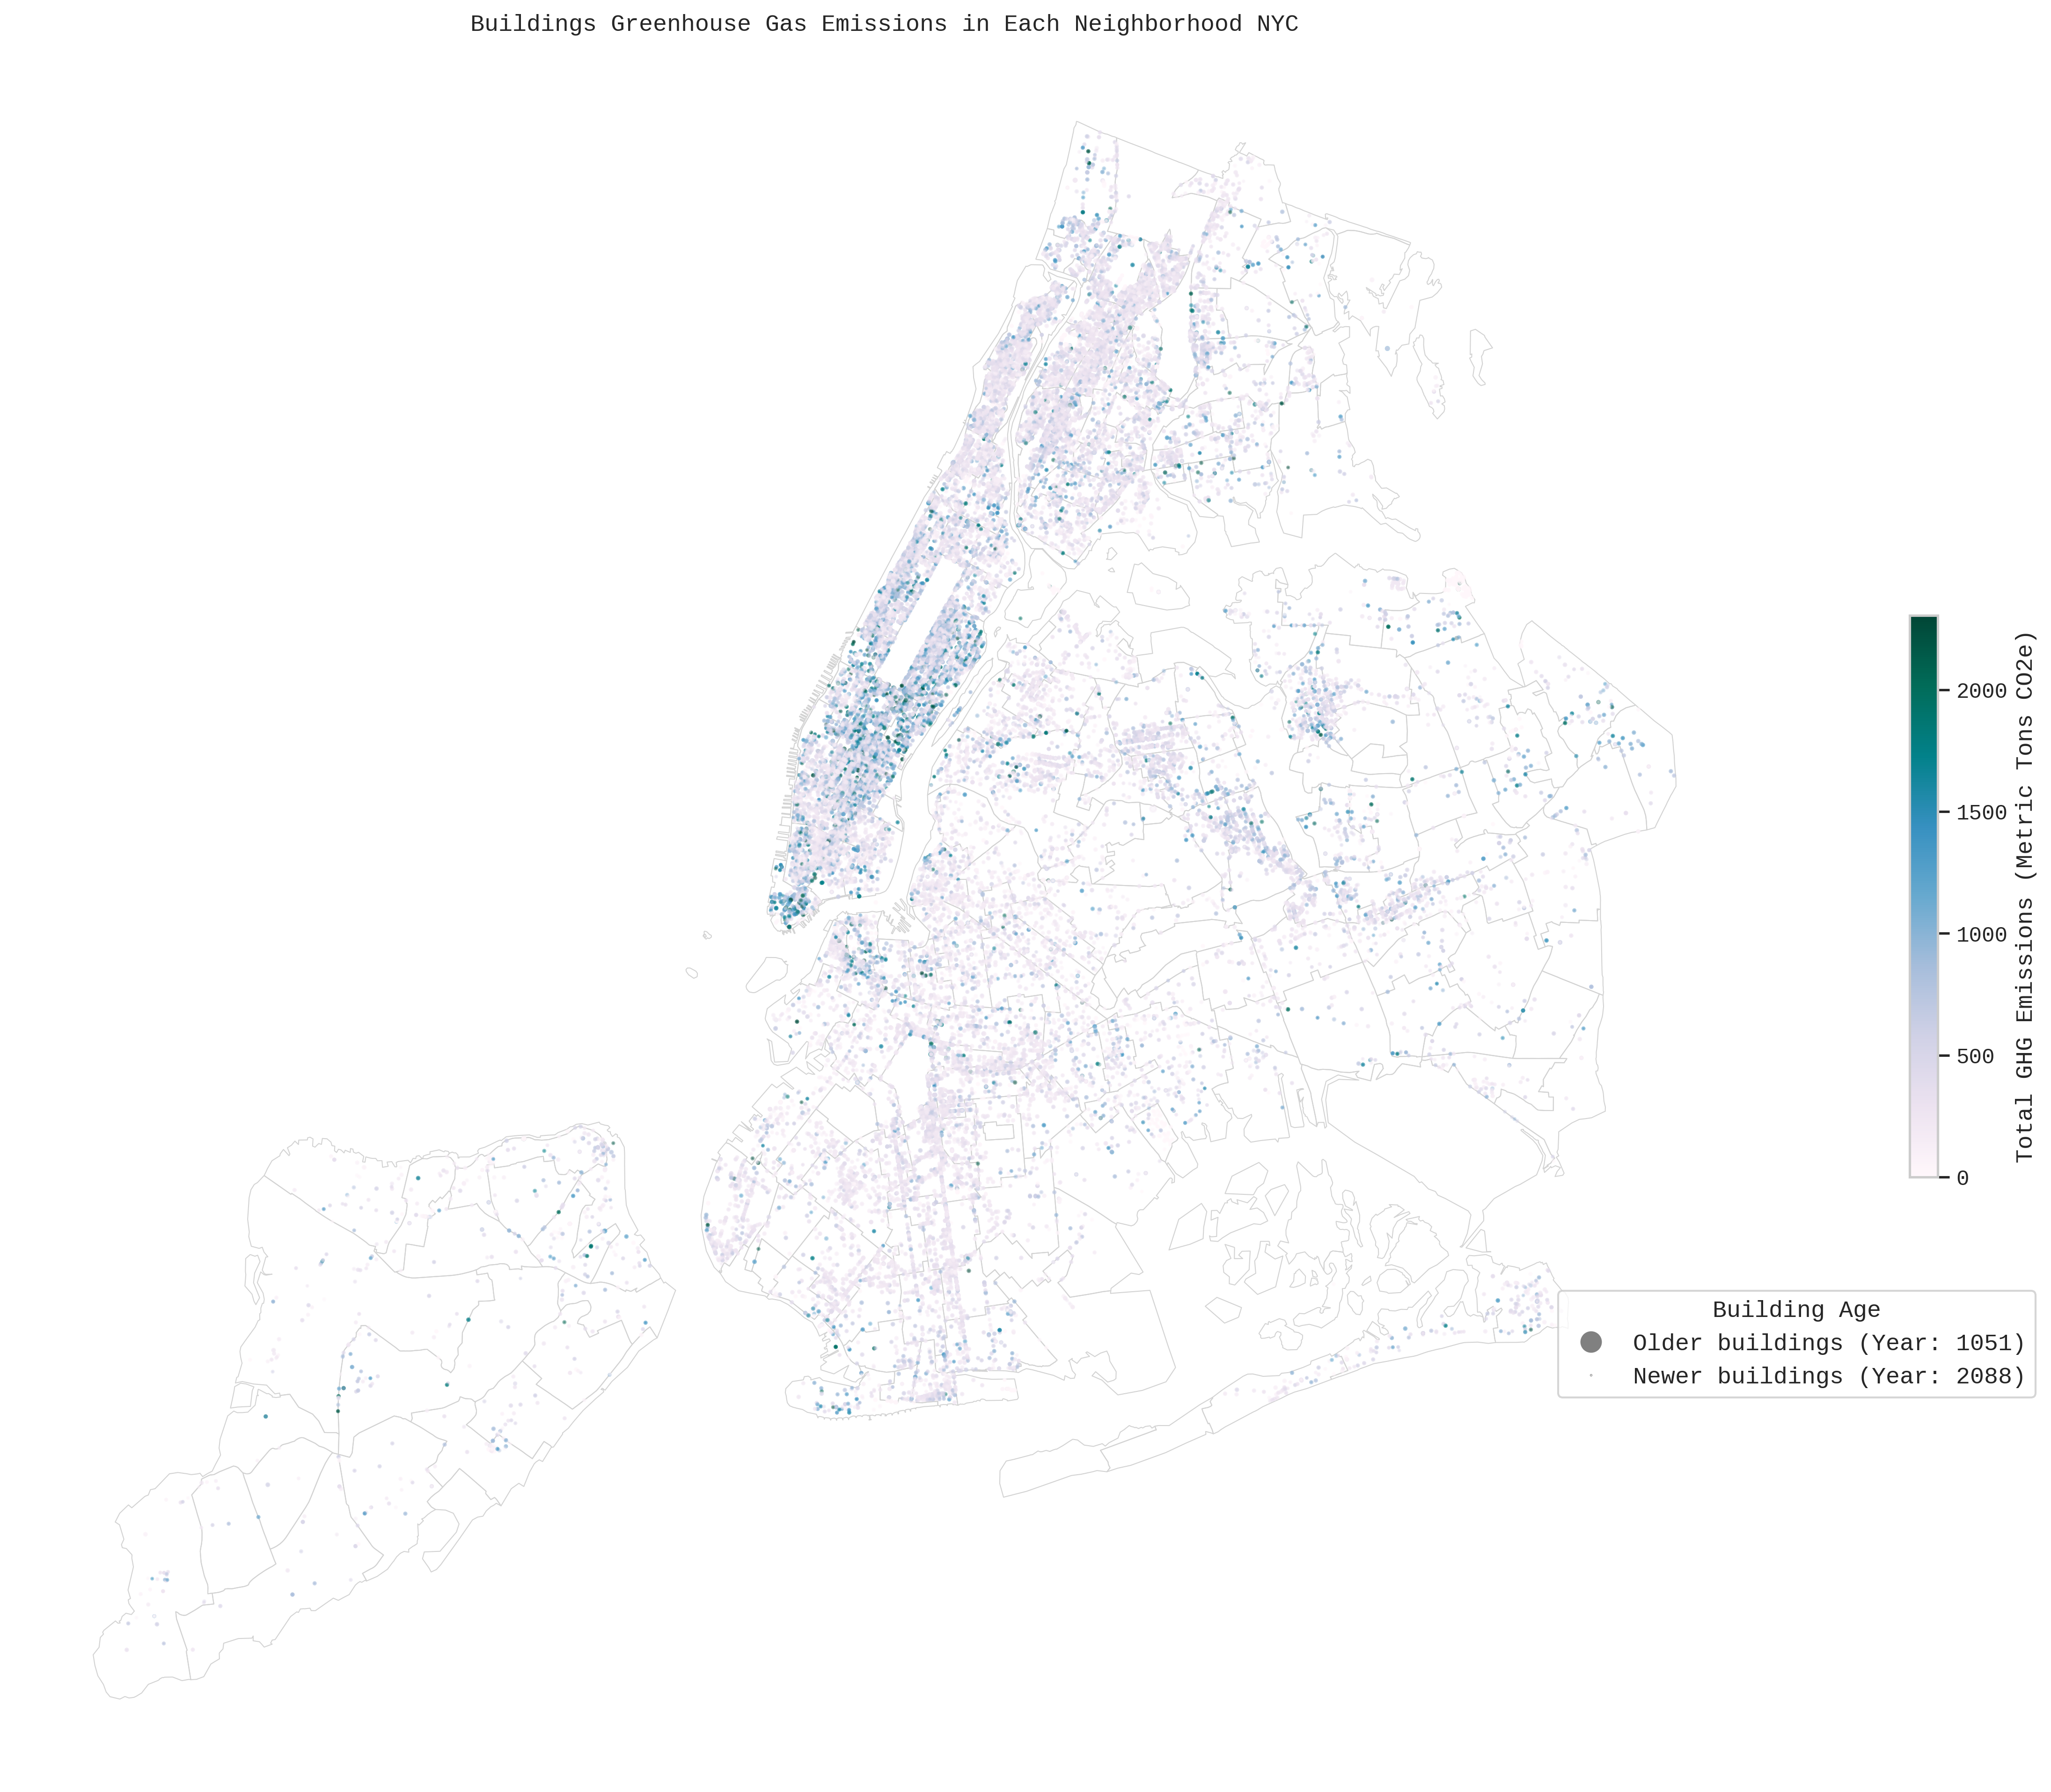 Buildings Greenhouse Gas Emissions in Each Neighborhood NYC
2000
1500
1000
500
0
Total GHG Emissions (Metric Tons CO2e)
Building Age
Older buildings (Year: 1051)
Newer buildings (Year: 2088)